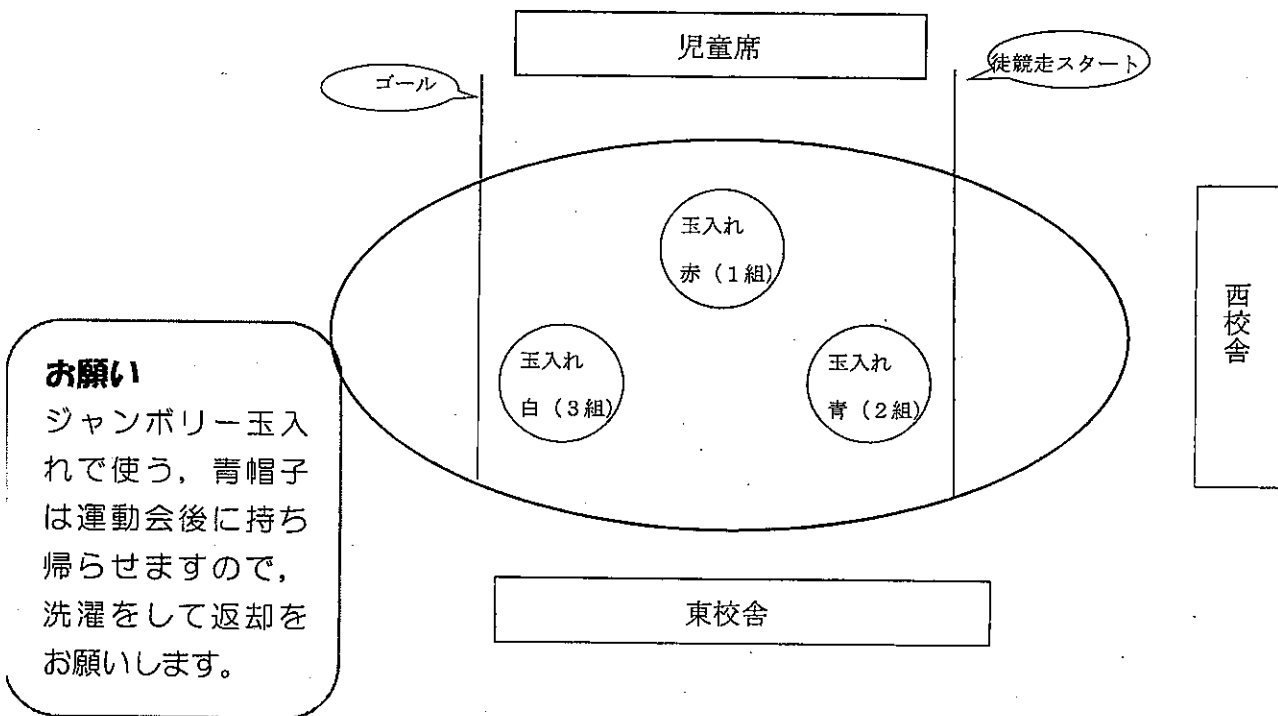 児童席
ゴール
徒競走スタート
玉入れ
赤（1組）
西校舎
玉入れ
白（3組）
玉入れ
青（2組）
お願い
ジャンボリー玉入
れで使う，青帽子
は運動会後に持ち
帰らせますので，
洗濯をして返却を
お願いします。
東校舎